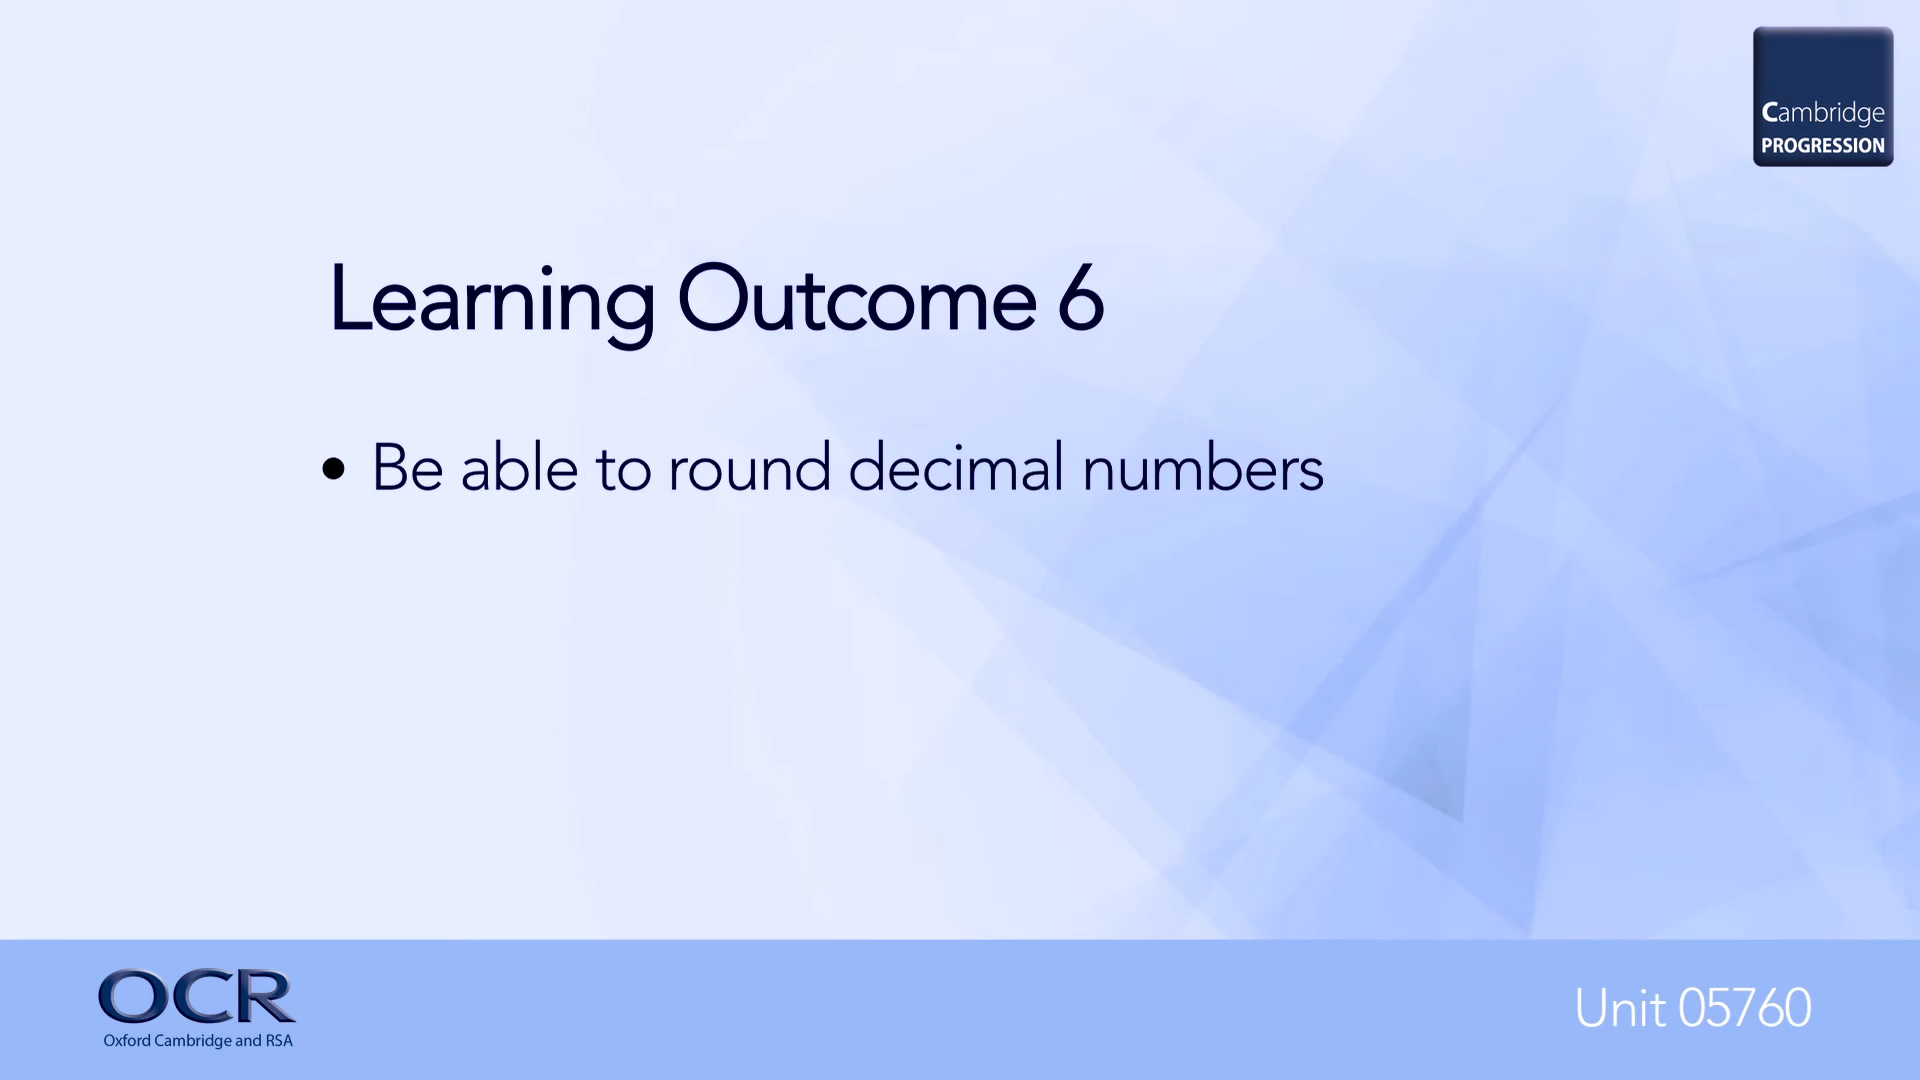 Cambridge
PROGRESSION
Learning Outcome 6
• Be able to round decimal numbers
OCR
Oxford Cambridge and RSA
Unit 05760